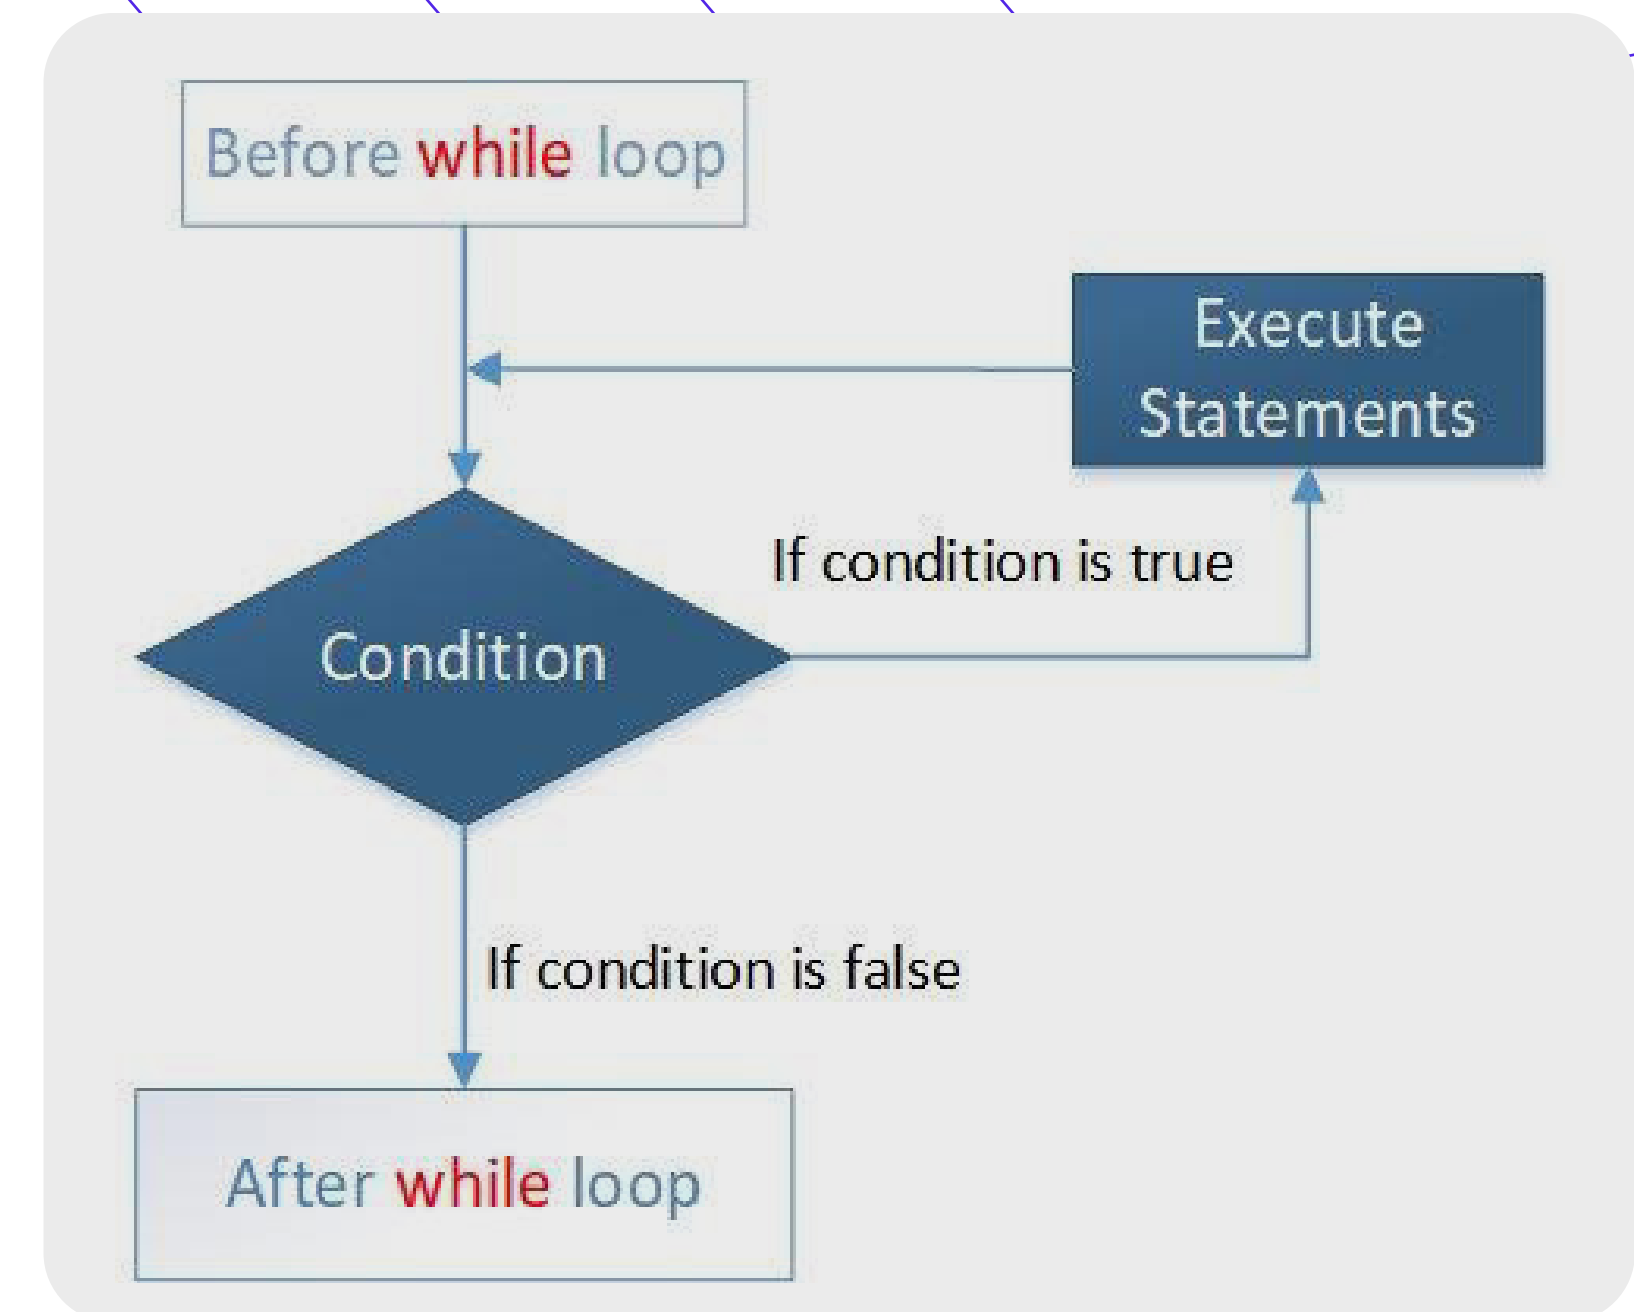 Before while loop
Execute
Statements
If condition is true
Condition
If condition is false
After while loop